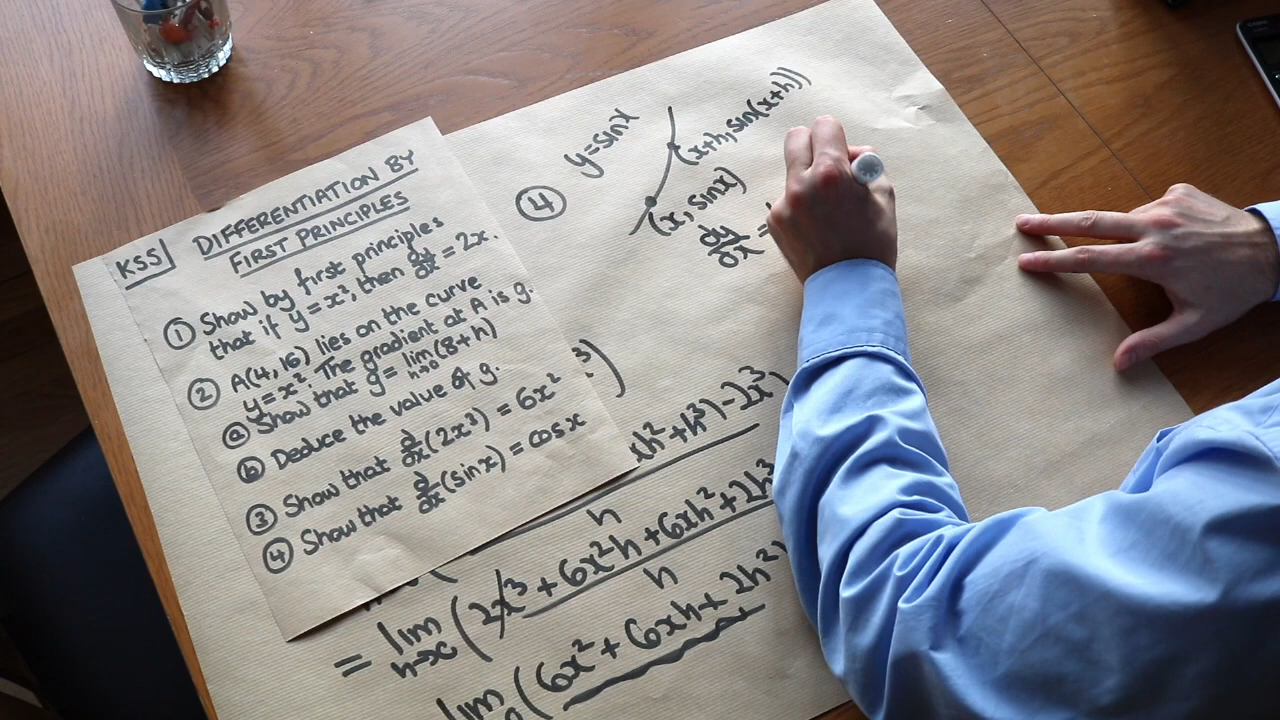 KSS
DIFFERENTIATION BY
FIRST PRINCIPLES
① Show by first principles
that if y = x², then dy/dx = 2x.
② A(4, 16) lies on the curve
y = x². The gradient at A is g.
ⓐ Show that g = lim h→0 (8+h)
ⓑ Deduce the value of g.
③ Show that d/dx (2x³) = 6x²
④ Show that d/dx (sin x) = cos x
④ y = sin x
(x+h, sin(x+h))
(x, sin x)
dy/dx =
³)
xh² + h³) - 2x³
h
= lim (2x³ + 6x²h + 6xh² + 2h³
h
lim (6x² + 6xh + 2h²)